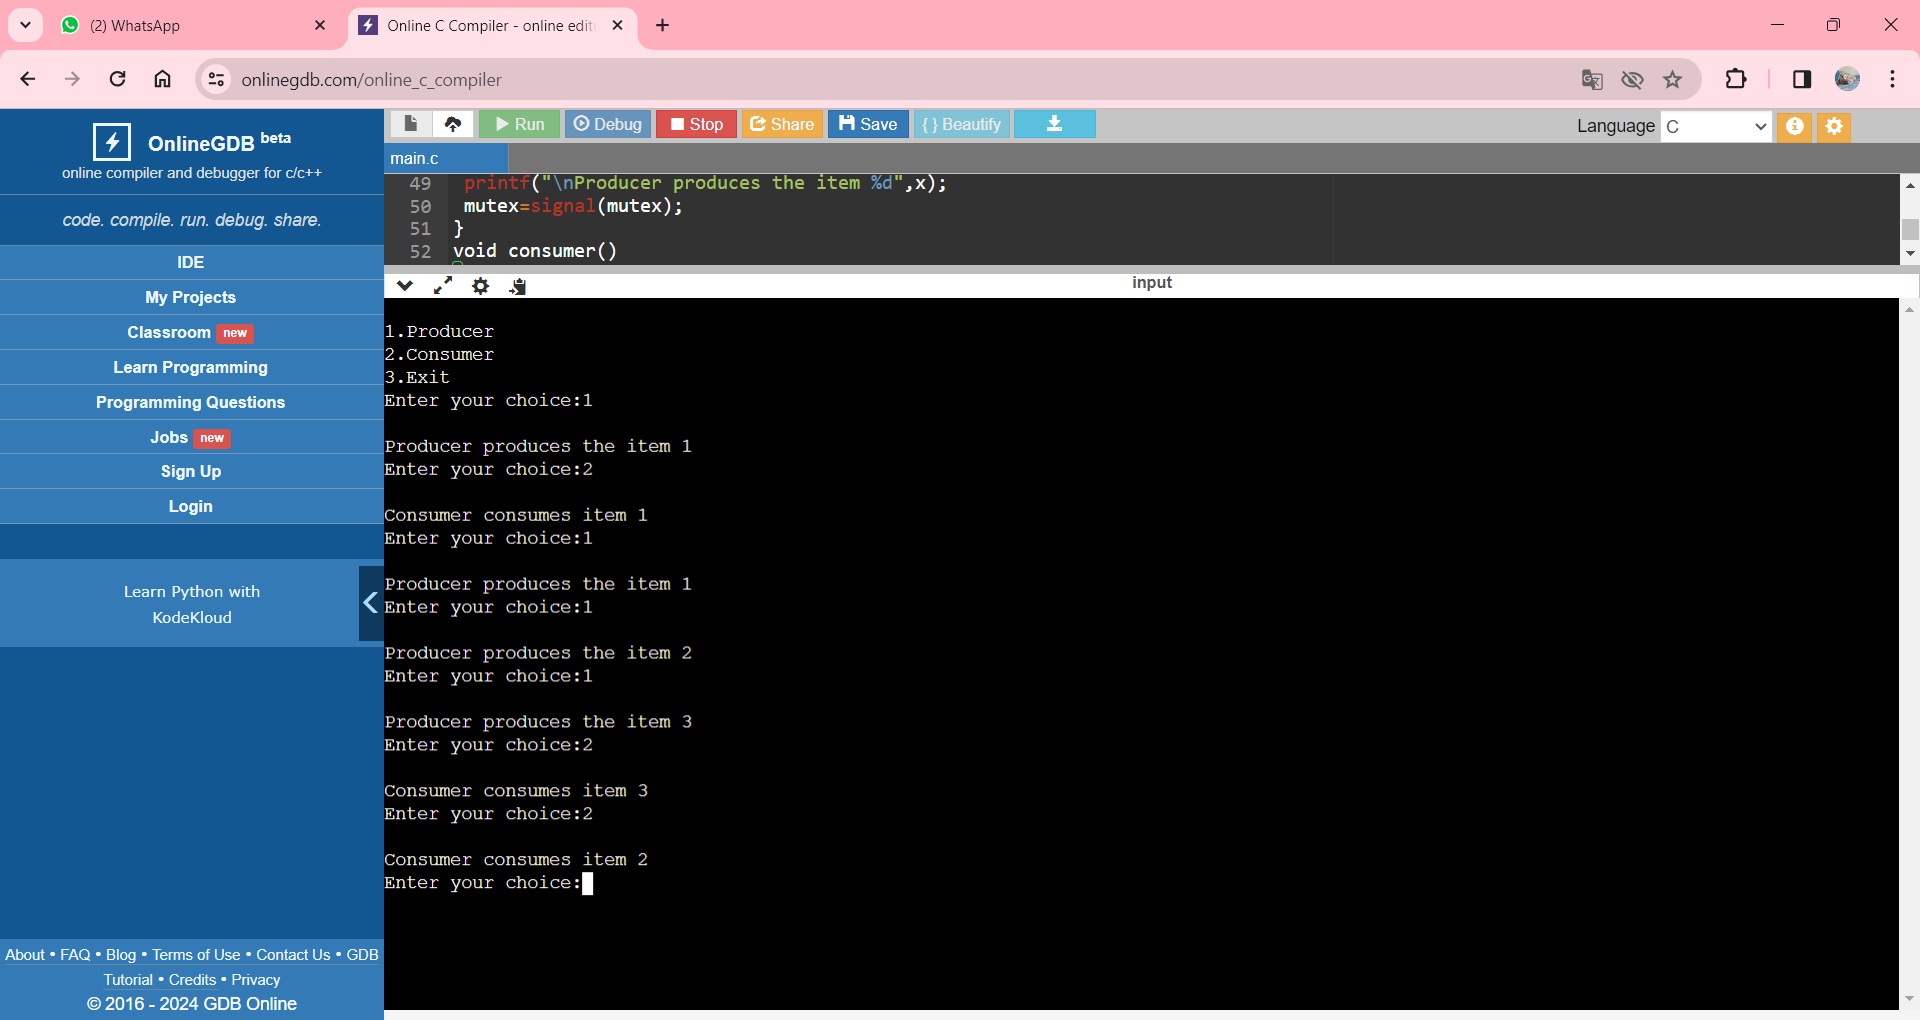 (2) WhatsApp
Online C Compiler - online edit
onlinegdb.com/online_c_compiler
OnlineGDB beta
online compiler and debugger for c/c++
code. compile. run. debug. share.
IDE
My Projects
Classroom new
Learn Programming
Programming Questions
Jobs new
Sign Up
Login
Learn Python with
KodeKloud
About • FAQ • Blog • Terms of Use • Contact Us • GDB
Tutorial • Credits • Privacy
© 2016 - 2024 GDB Online
Run Debug Stop Share Save { } Beautify
Language C
main.c
49 printf("\nProducer produces the item %d",x);
50 mutex=signal(mutex);
51 }
52 void consumer()
input
1.Producer
2.Consumer
3.Exit
Enter your choice:1
Producer produces the item 1
Enter your choice:2
Consumer consumes item 1
Enter your choice:1
Producer produces the item 1
Enter your choice:1
Producer produces the item 2
Enter your choice:1
Producer produces the item 3
Enter your choice:2
Consumer consumes item 3
Enter your choice:2
Consumer consumes item 2
Enter your choice: